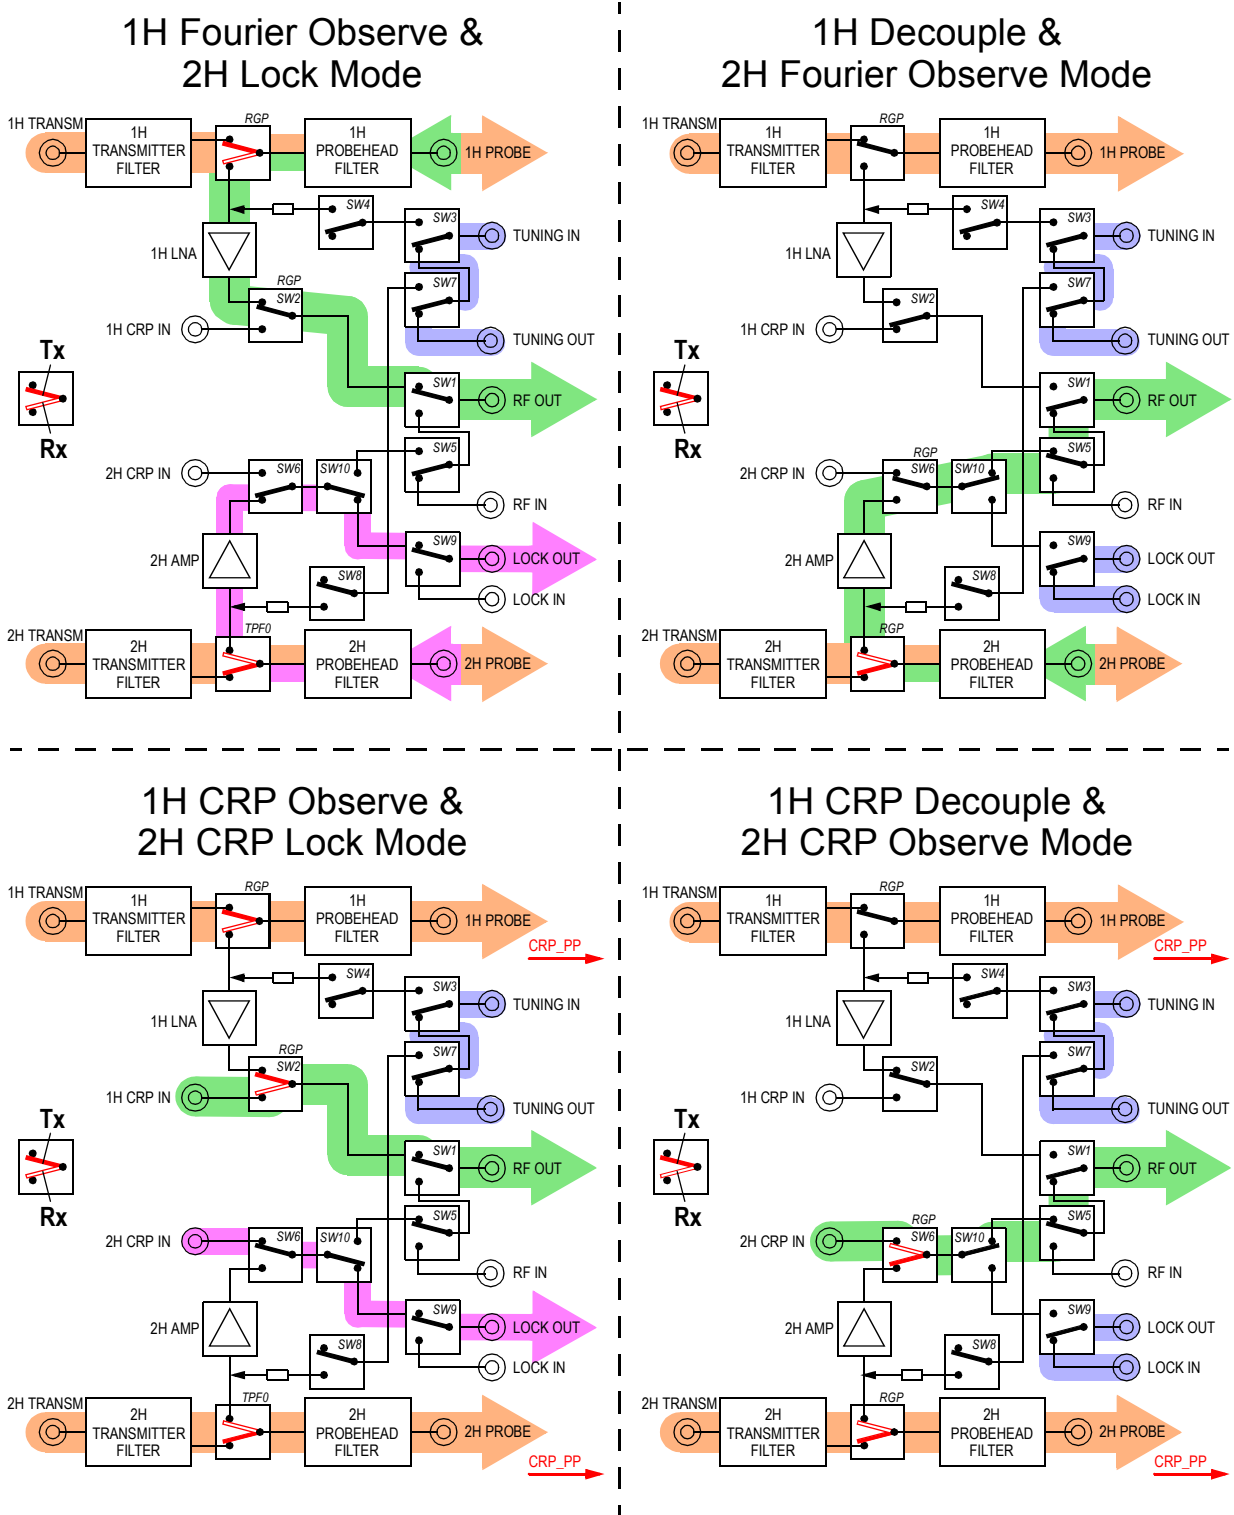 1H Fourier Observe &
2H Lock Mode
1H TRANSM
1H
TRANSMITTER
FILTER
RGP
1H
PROBEHEAD
FILTER
1H PROBE
SW4
SW3
TUNING IN
1H LNA
RGP
SW2
SW7
1H CRP IN
TUNING OUT
Tx
Rx
SW1
RF OUT
2H CRP IN
SW6
SW10
SW5
RF IN
2H AMP
SW9
LOCK OUT
SW8
LOCK IN
2H TRANSM
2H
TRANSMITTER
FILTER
TPF0
2H
PROBEHEAD
FILTER
2H PROBE
1H Decouple &
2H Fourier Observe Mode
1H TRANSM
1H
TRANSMITTER
FILTER
RGP
1H
PROBEHEAD
FILTER
1H PROBE
SW4
SW3
TUNING IN
1H LNA
SW2
SW7
1H CRP IN
TUNING OUT
Tx
Rx
SW1
RF OUT
2H CRP IN
RGP
SW6
SW10
SW5
RF IN
2H AMP
SW9
LOCK OUT
SW8
LOCK IN
2H TRANSM
2H
TRANSMITTER
FILTER
RGP
2H
PROBEHEAD
FILTER
2H PROBE
1H CRP Observe &
2H CRP Lock Mode
1H TRANSM
1H
TRANSMITTER
FILTER
RGP
1H
PROBEHEAD
FILTER
1H PROBE
CRP_PP
SW4
SW3
TUNING IN
1H LNA
RGP
SW2
SW7
1H CRP IN
TUNING OUT
Tx
Rx
SW1
RF OUT
2H CRP IN
SW6
SW10
SW5
RF IN
2H AMP
SW9
LOCK OUT
SW8
LOCK IN
2H TRANSM
2H
TRANSMITTER
FILTER
TPF0
2H
PROBEHEAD
FILTER
2H PROBE
CRP_PP
1H CRP Decouple &
2H CRP Observe Mode
1H TRANSM
1H
TRANSMITTER
FILTER
RGP
1H
PROBEHEAD
FILTER
1H PROBE
CRP_PP
SW4
SW3
TUNING IN
1H LNA
SW2
SW7
1H CRP IN
TUNING OUT
Tx
Rx
SW1
RF OUT
2H CRP IN
RGP
SW6
SW10
SW5
RF IN
2H AMP
SW9
LOCK OUT
SW8
LOCK IN
2H TRANSM
2H
TRANSMITTER
FILTER
RGP
2H
PROBEHEAD
FILTER
2H PROBE
CRP_PP